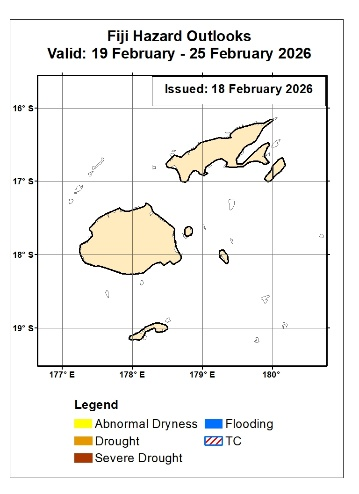 Fiji Hazard Outlooks
Valid: 19 February - 25 February 2026
Issued: 18 February 2026
16° S
17° S
18° S
19° S
177° E
178° E
179° E
180°
Legend
Abnormal Dryness
Flooding
Drought
TC
Severe Drought